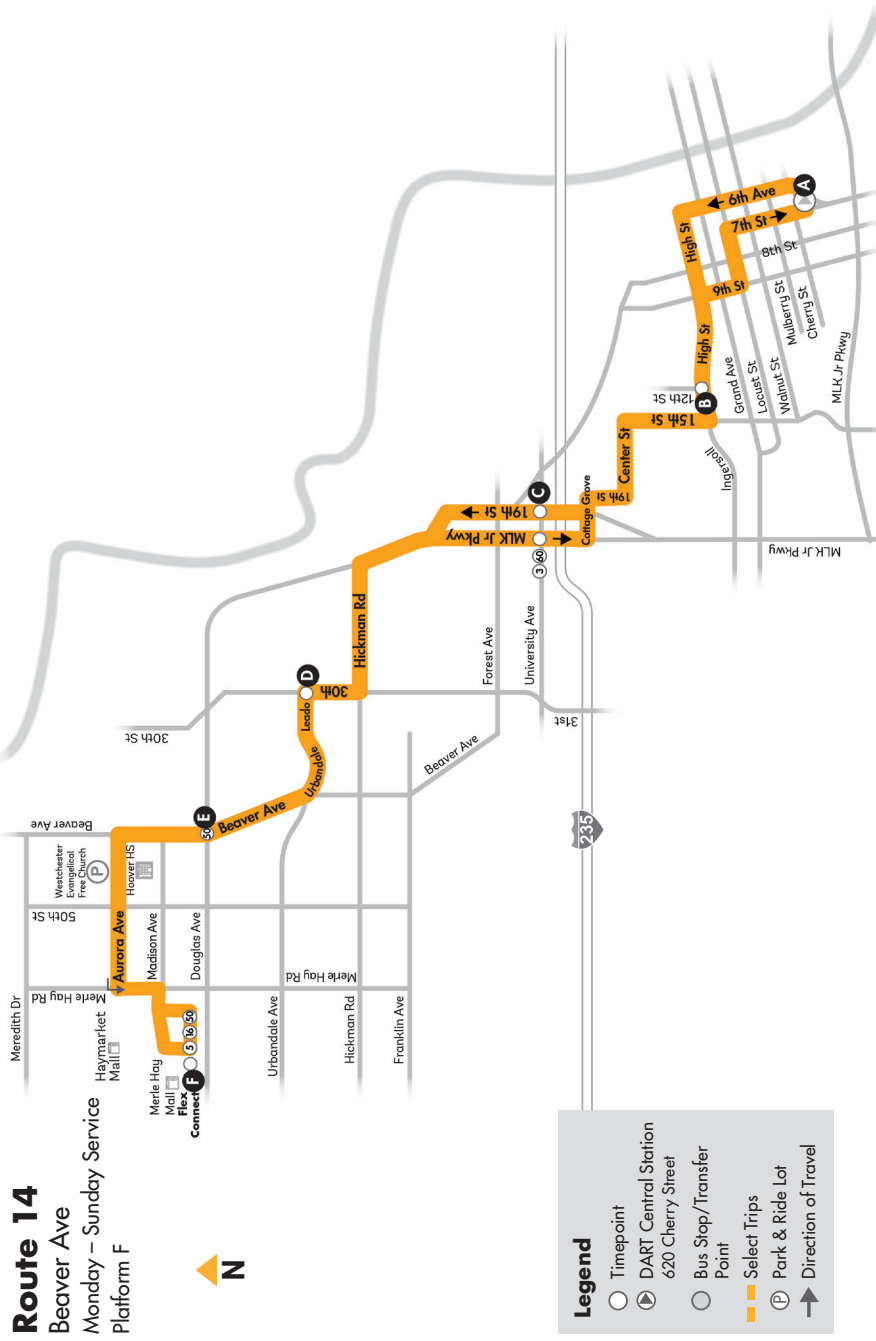 Route 14
Beaver Ave
Monday – Sunday Service
Platform F
N
Meredith Dr
Haymarket
Mall
Merle Hay
Mall
Flex
Connect
F
5
16
50
Merle Hay Rd
Aurora Ave
Madison Ave
Douglas Ave
50th St
Westchester
Evangelical
Free Church
P
Hoover HS
Beaver Ave
50
E
Beaver Ave
Urbandale
Leado
D
30th
30th St
Merle Hay Rd
Urbandale Ave
Hickman Rd
Franklin Ave
Hickman Rd
Beaver Ave
Forest Ave
University Ave
31st
MLK Jr Pkwy
19th St
C
3
60
235
Cottage Grove
19th St
Center St
15th St
12th St
B
High St
High St
6th Ave
7th St
A
9th St
8th St
Ingersoll
Grand Ave
Locust St
Walnut St
Mulberry St
Cherry St
MLK Jr Pkwy
MLK Jr Pkwy
Legend
Timepoint
DART Central Station
620 Cherry Street
Bus Stop/Transfer
Point
Select Trips
P Park & Ride Lot
Direction of Travel